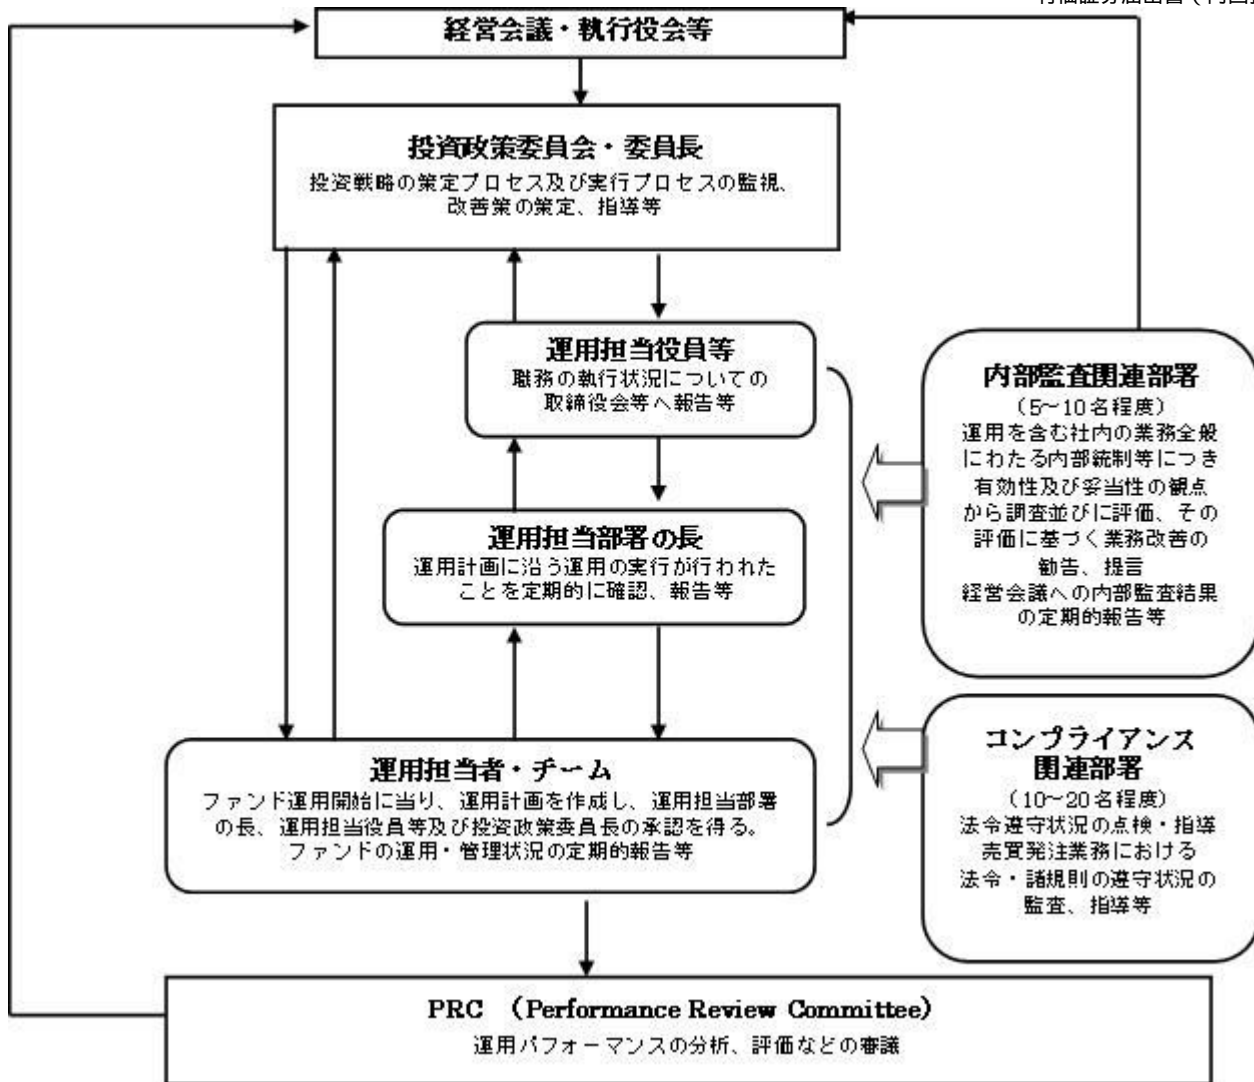 経営会議・執行役会等
投資政策委員会・委員長
投資戦略の策定プロセス及び実行プロセスの監視、
改善策の策定、指導等
運用担当役員等
職務の執行状況についての
取締役会等へ報告等
運用担当部署の長
運用計画に沿う運用の実行が行われた
ことを定期的に確認、報告等
運用担当者・チーム
ファンド運用開始に当り、運用計画を作成し、運用担当部署
の長、運用担当役員等及び投資政策委員長の承認を得る。
ファンドの運用・管理状況の定期的報告等
内部監査関連部署
（5～10名程度）
運用を含む社内の業務全般
にわたる内部統制等につき
有効性及び妥当性の観点
から調査並びに評価、その
評価に基づく業務改善の
勧告、提言
経営会議への内部監査結果
の定期的報告等
コンプライアンス
関連部署
（10～20名程度）
法令遵守状況の点検・指導
売買発注業務における
法令・諸規則の遵守状況の
監査、指導等
PRC （Performance Review Committee）
運用パフォーマンスの分析、評価などの審議